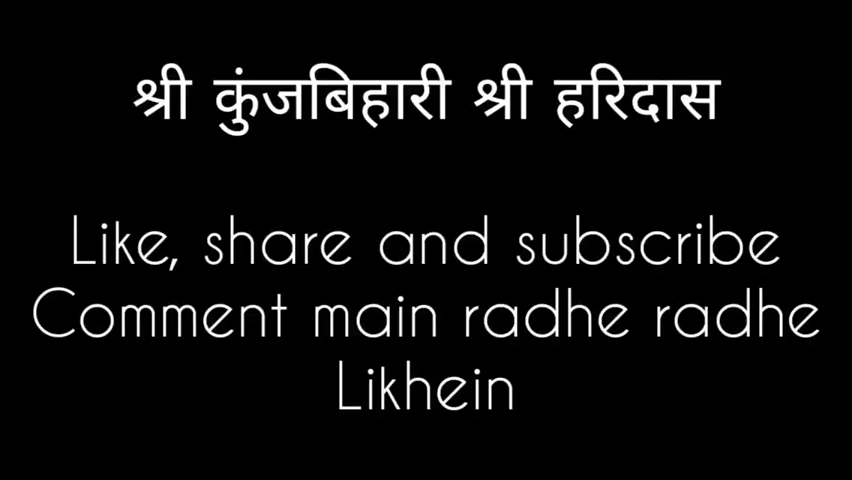 श्री कुंजबिहारी श्री हरिदास
Like, share and subscribe
Comment main radhe radhe
Likhein